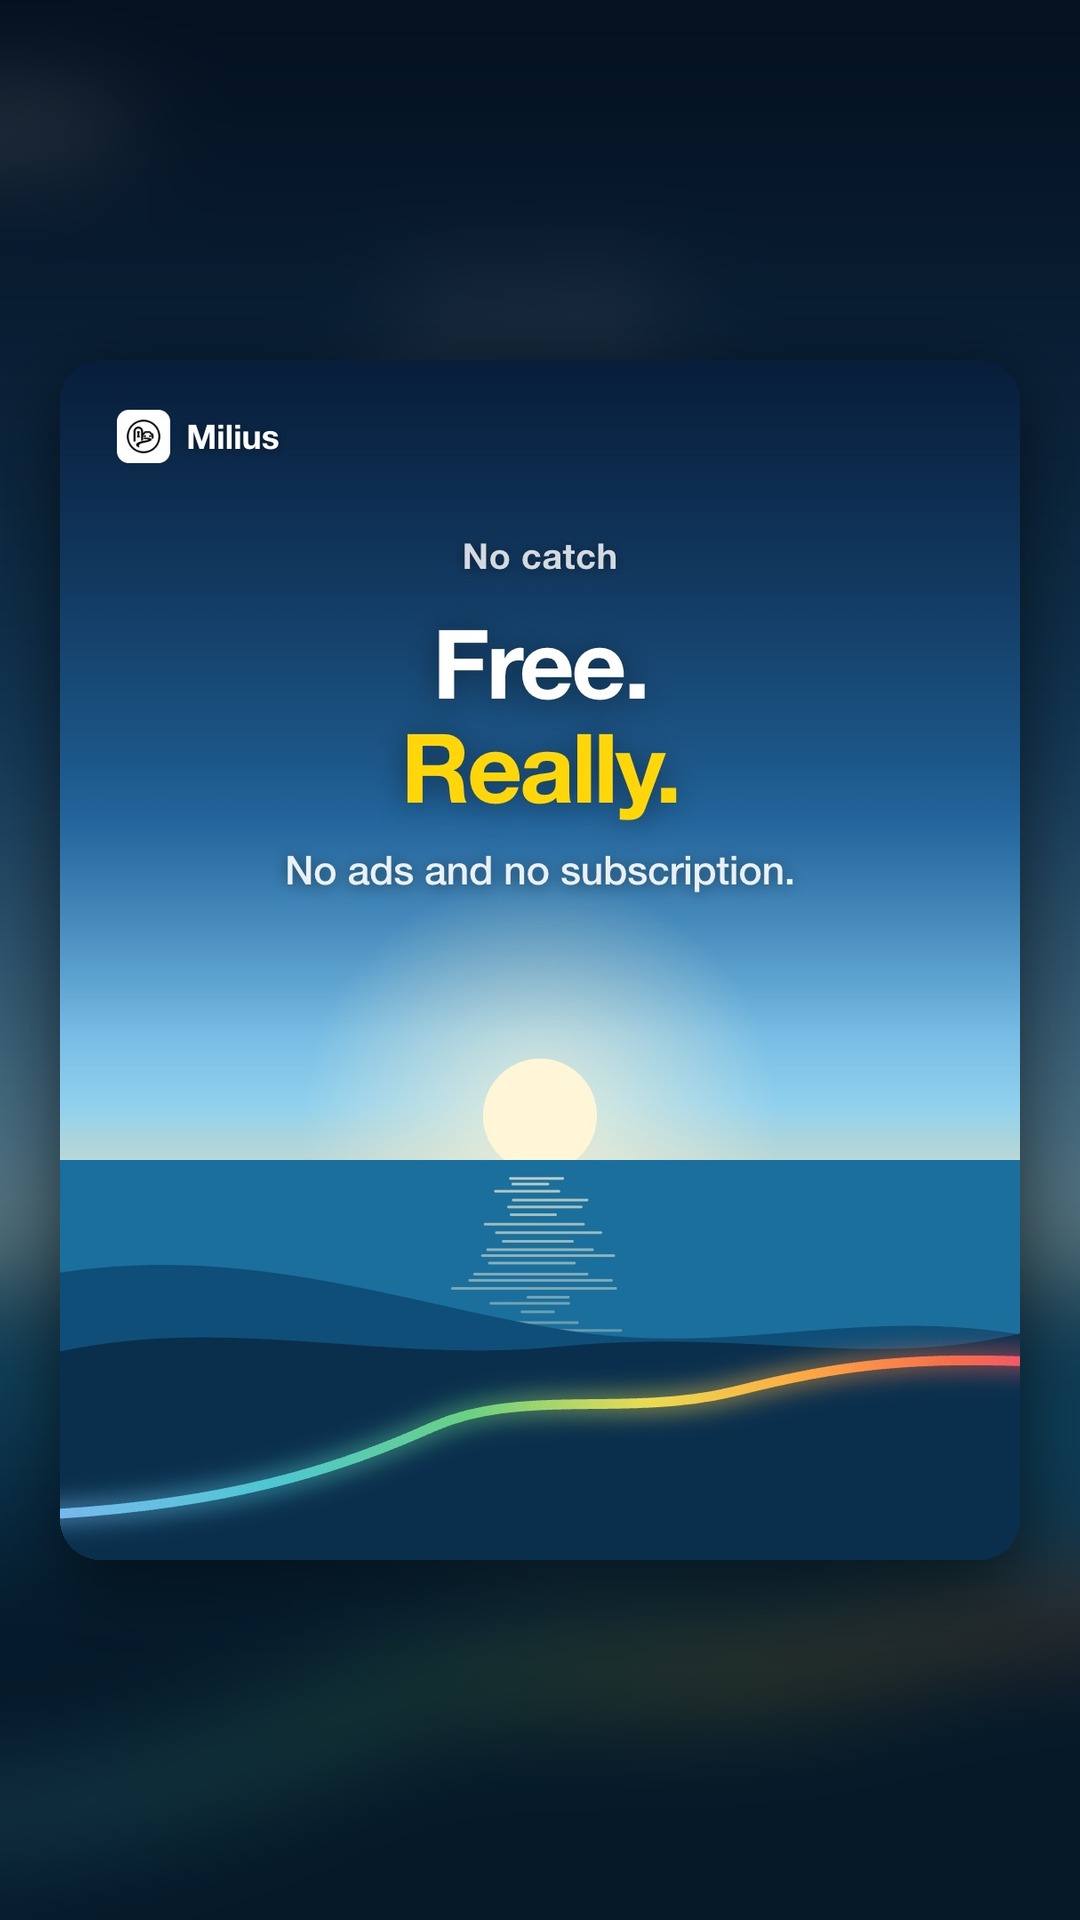 Milius
No catch
Free.
Really.
No ads and no subscription.